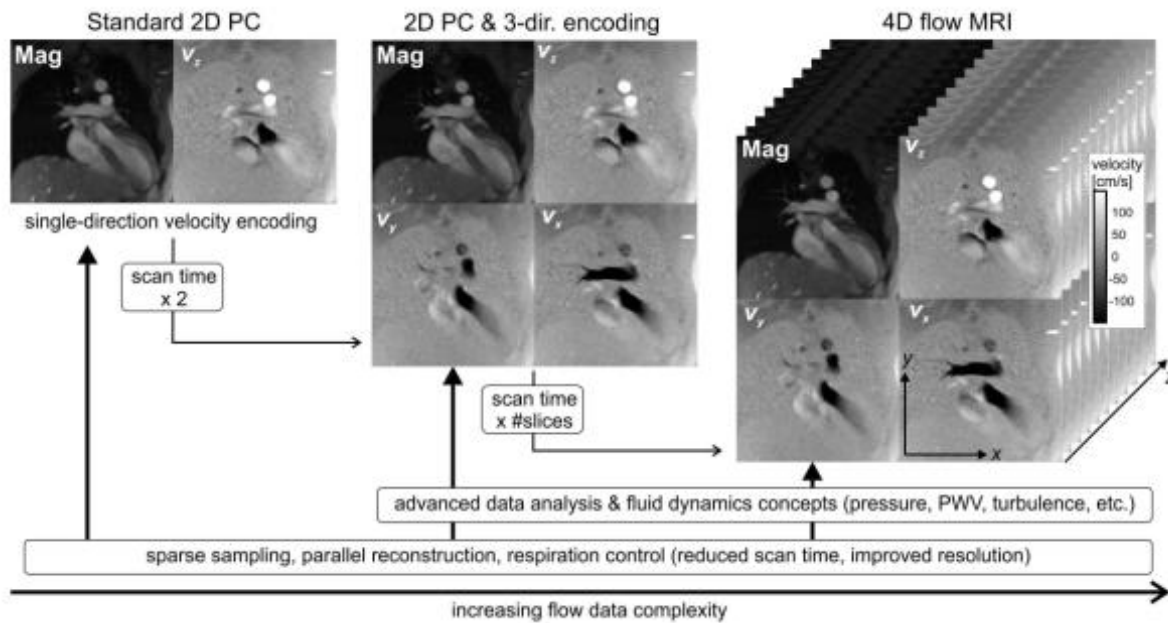 Standard 2D PC
2D PC & 3-dir. encoding
4D flow MRI
Mag
Vz
Mag
Vz
Mag
Vz
velocity
[cm/s]
100
50
0
-50
-100
single-direction velocity encoding
Vy
Vx
scan time
x 2
Vy
Vx
y
x
z
scan time
x #slices
advanced data analysis & fluid dynamics concepts (pressure, PWV, turbulence, etc.)
sparse sampling, parallel reconstruction, respiration control (reduced scan time, improved resolution)
increasing flow data complexity